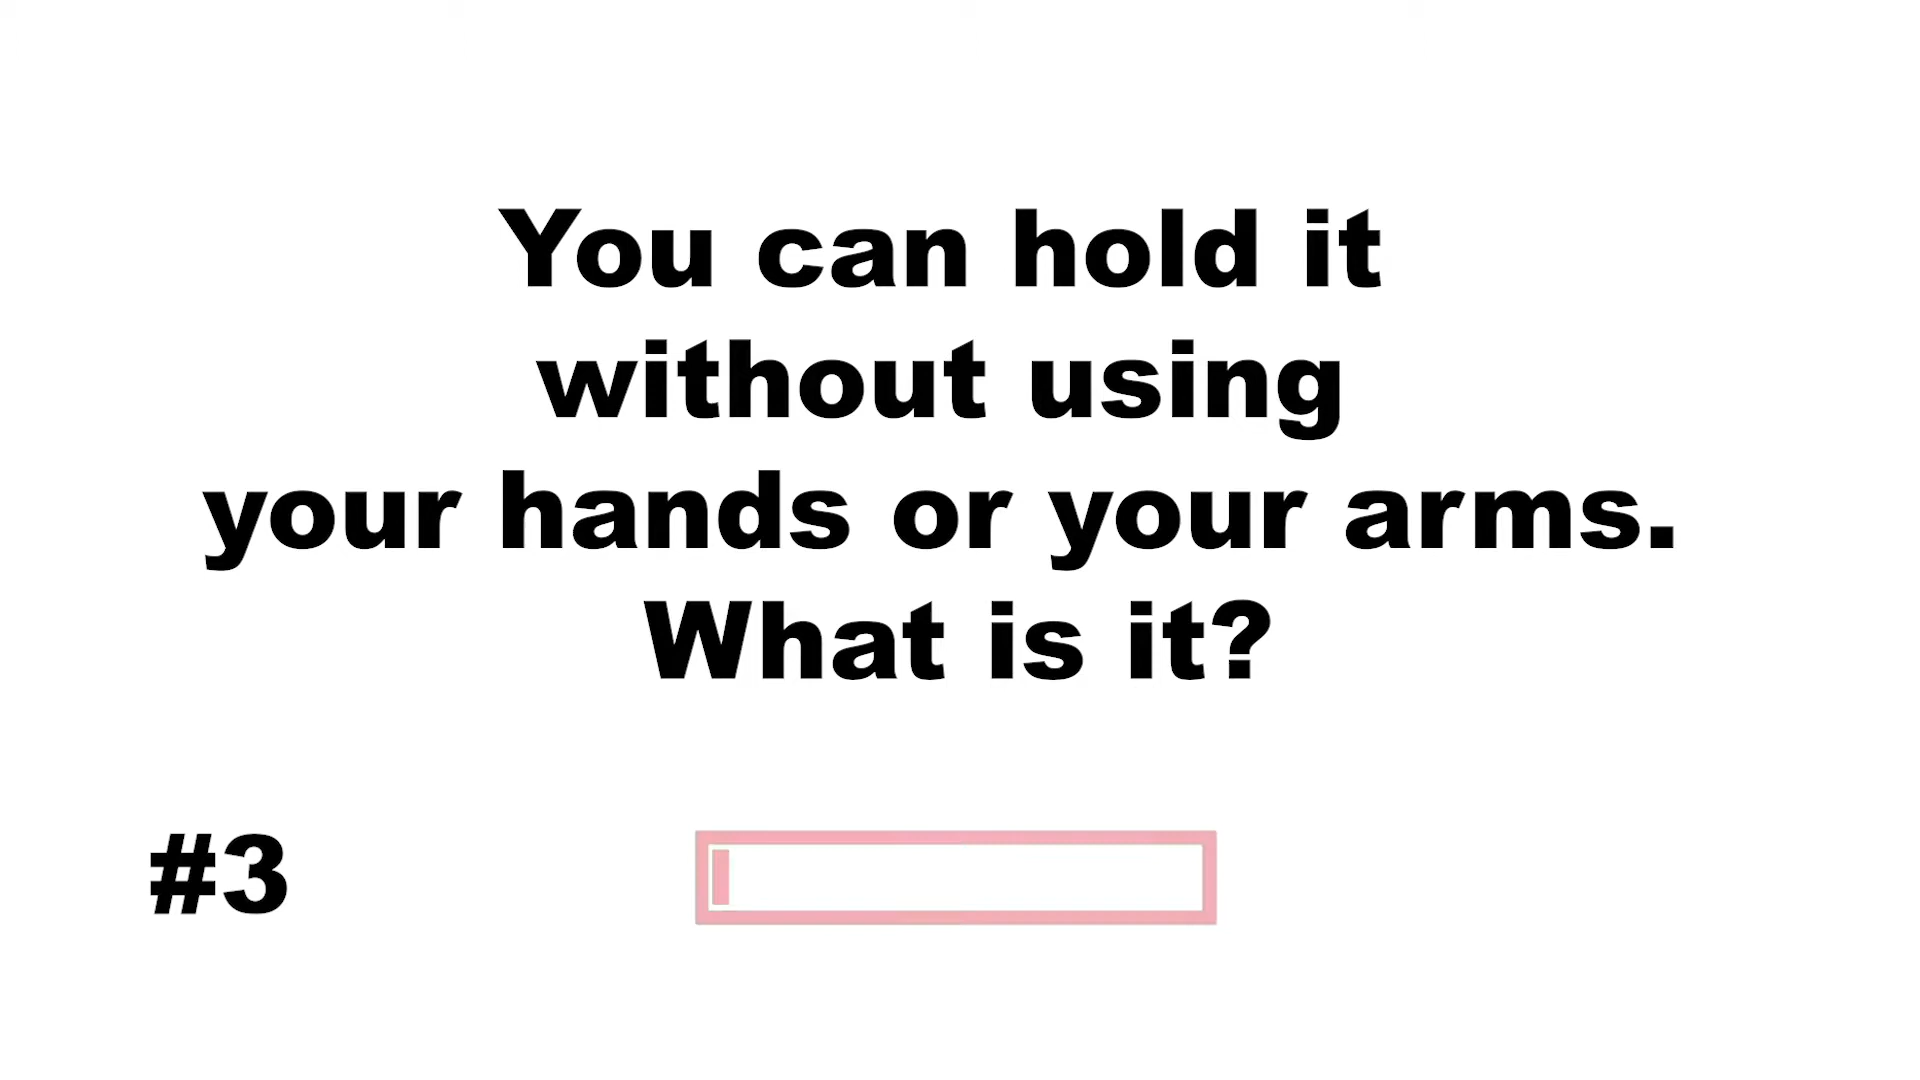 You can hold it
without using
your hands or your arms.
What is it?
#3